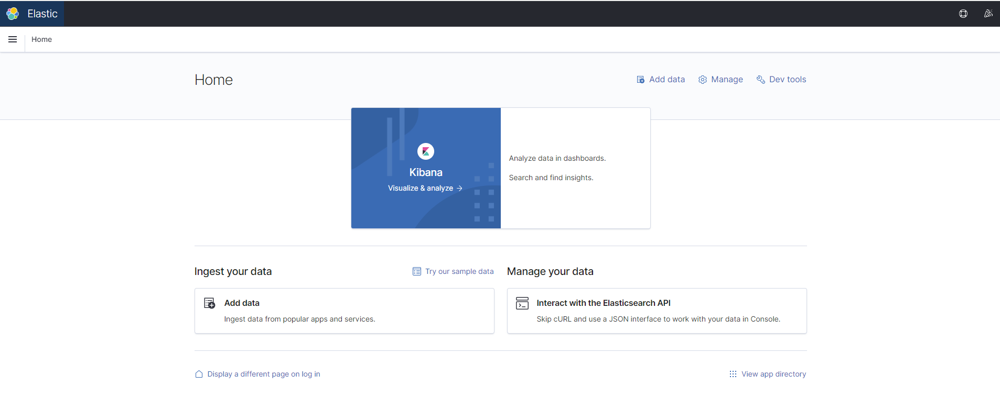 Elastic
Home
Home
Add data
Manage
Dev tools
Kibana
Visualize & analyze →
Analyze data in dashboards.
Search and find insights.
Ingest your data
Try our sample data
Manage your data
Add data
Ingest data from popular apps and services.
Interact with the Elasticsearch API
Skip cURL and use a JSON interface to work with your data in Console.
Display a different page on log in
View app directory